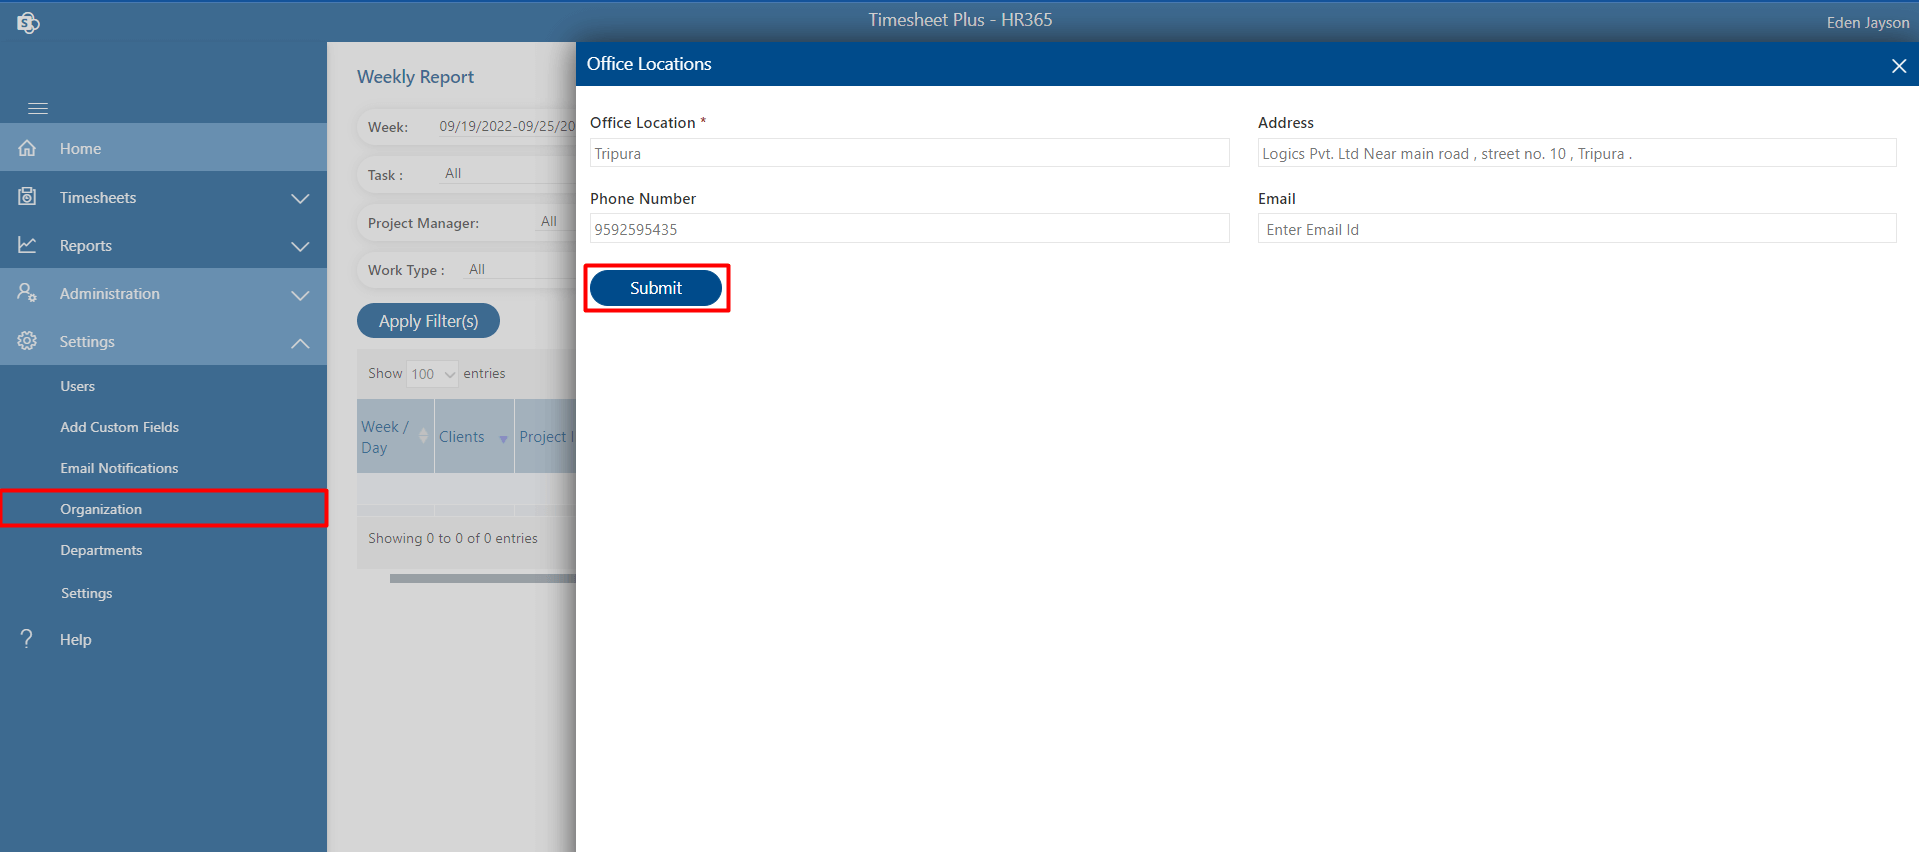 Timesheet Plus - HR365
Eden Jayson
Home
Timesheets
Reports
Administration
Settings
Users
Add Custom Fields
Email Notifications
Organization
Departments
Settings
? Help
Weekly Report
Week: 09/19/2022-09/25/20
Task : All
Project Manager: All
Work Type : All
Apply Filter(s)
Show 100 entries
Week / Day
Clients
Project I
Showing 0 to 0 of 0 entries
Office Locations
Office Location *
Tripura
Address
Logics Pvt. Ltd Near main road , street no. 10 , Tripura .
Phone Number
9592595435
Email
Enter Email Id
Submit